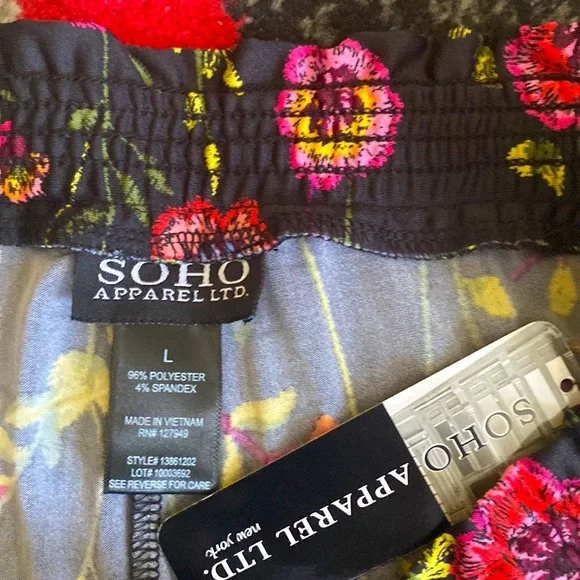 SOHO
APPAREL LTD.
L
96% POLYESTER
4% SPANDEX
MADE IN VIETNAM
RN# 127949
STYLE# 13861202
LOT# 10003692
SEE REVERSE FOR CARE
SOHO
APPAREL LTD.
new york